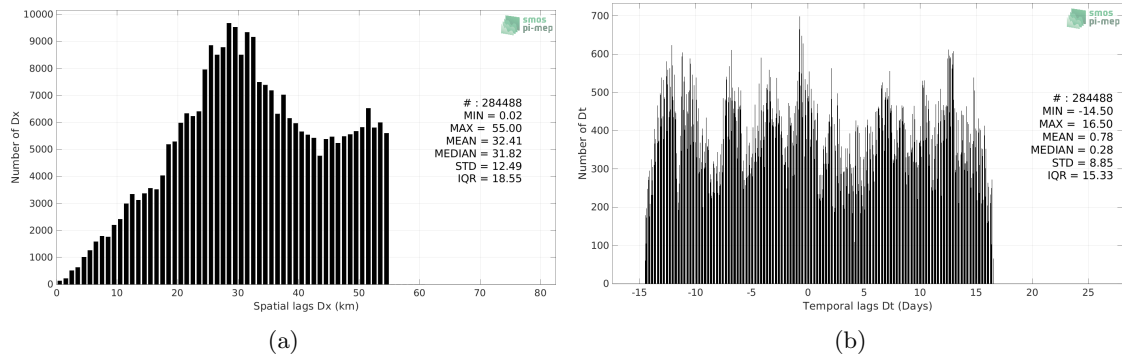 10000
9000
8000
7000
6000
5000
4000
3000
2000
1000
0
Number of Dx
smos
pi-mep
# : 284488
MIN = 0.02
MAX = 55.00
MEAN = 32.41
MEDIAN = 31.82
STD = 12.49
IQR = 18.55
0 10 20 30 40 50 60 70 80
Spatial lags Dx (km)
(a)
700
600
500
400
300
200
100
0
Number of Dt
smos
pi-mep
# : 284488
MIN = -14.50
MAX = 16.50
MEAN = 0.78
MEDIAN = 0.28
STD = 8.85
IQR = 15.33
-15 -10 -5 0 5 10 15 20 25
Temporal lags Dt (Days)
(b)